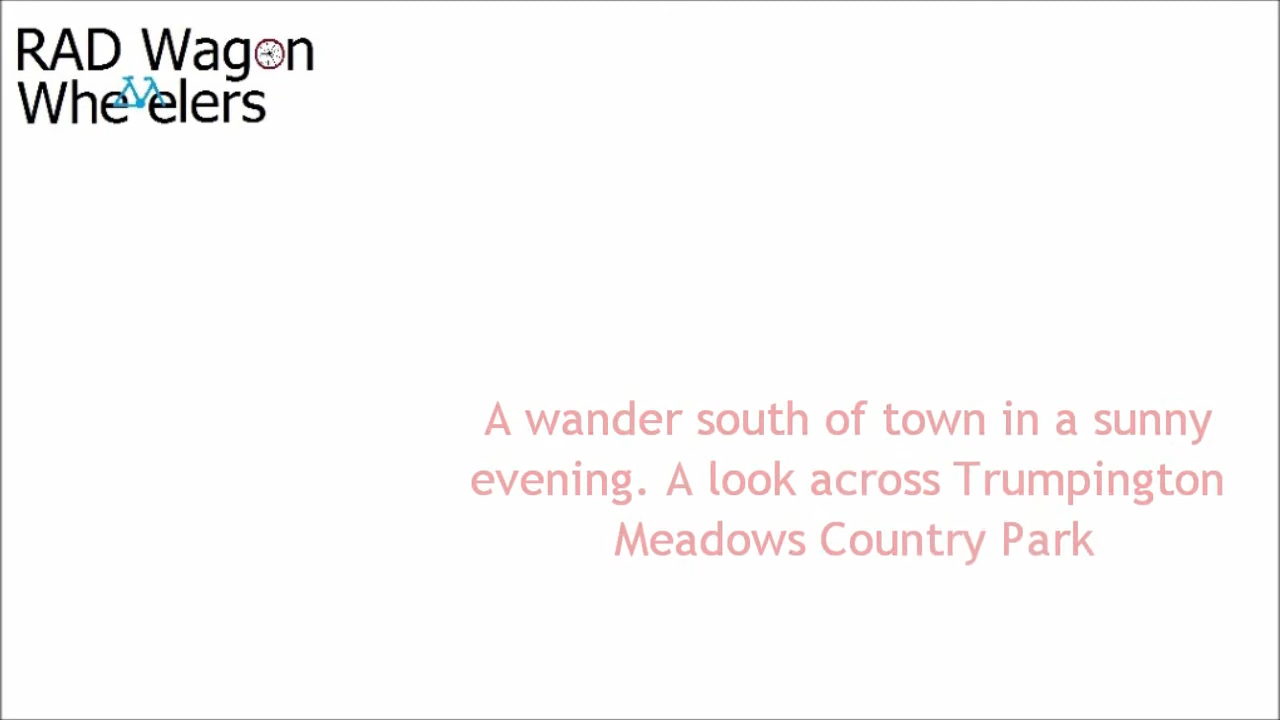 RAD Wagon
Wheelers
A wander south of town in a sunny
evening. A look across Trumpington
Meadows Country Park